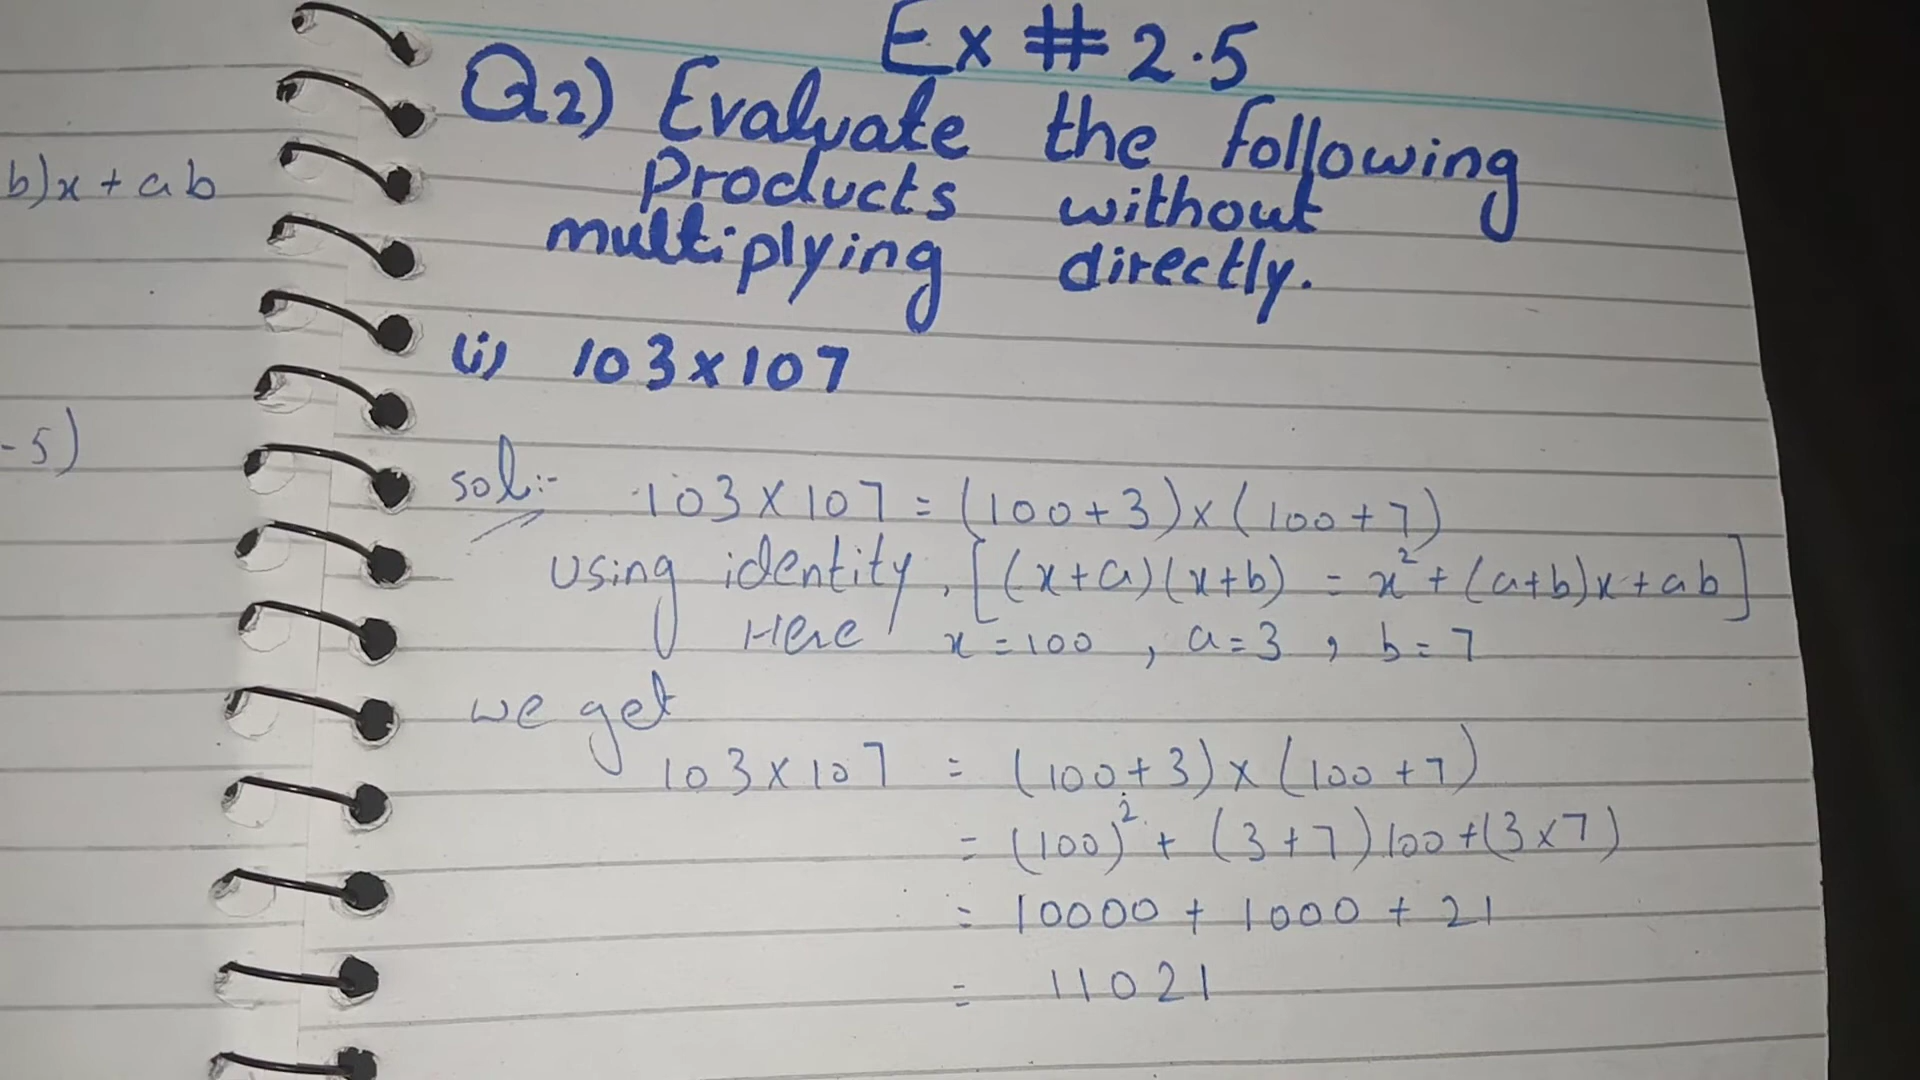 b)x + ab
- 5)
Ex # 2.5
Q2) Evaluate the following
Products without
multiplying directly.
(i) 103 x 107
sol:- 103 x 107 = (100 + 3) x (100 + 7)
Using identity, [(x+a)(x+b) = x² + (a+b)x + ab]
Here x = 100, a = 3, b = 7
we get
103 x 107 = (100 + 3) x (100 + 7)
= (100)² + (3 + 7) 100 + (3 x 7)
= 10000 + 1000 + 21
= 11021